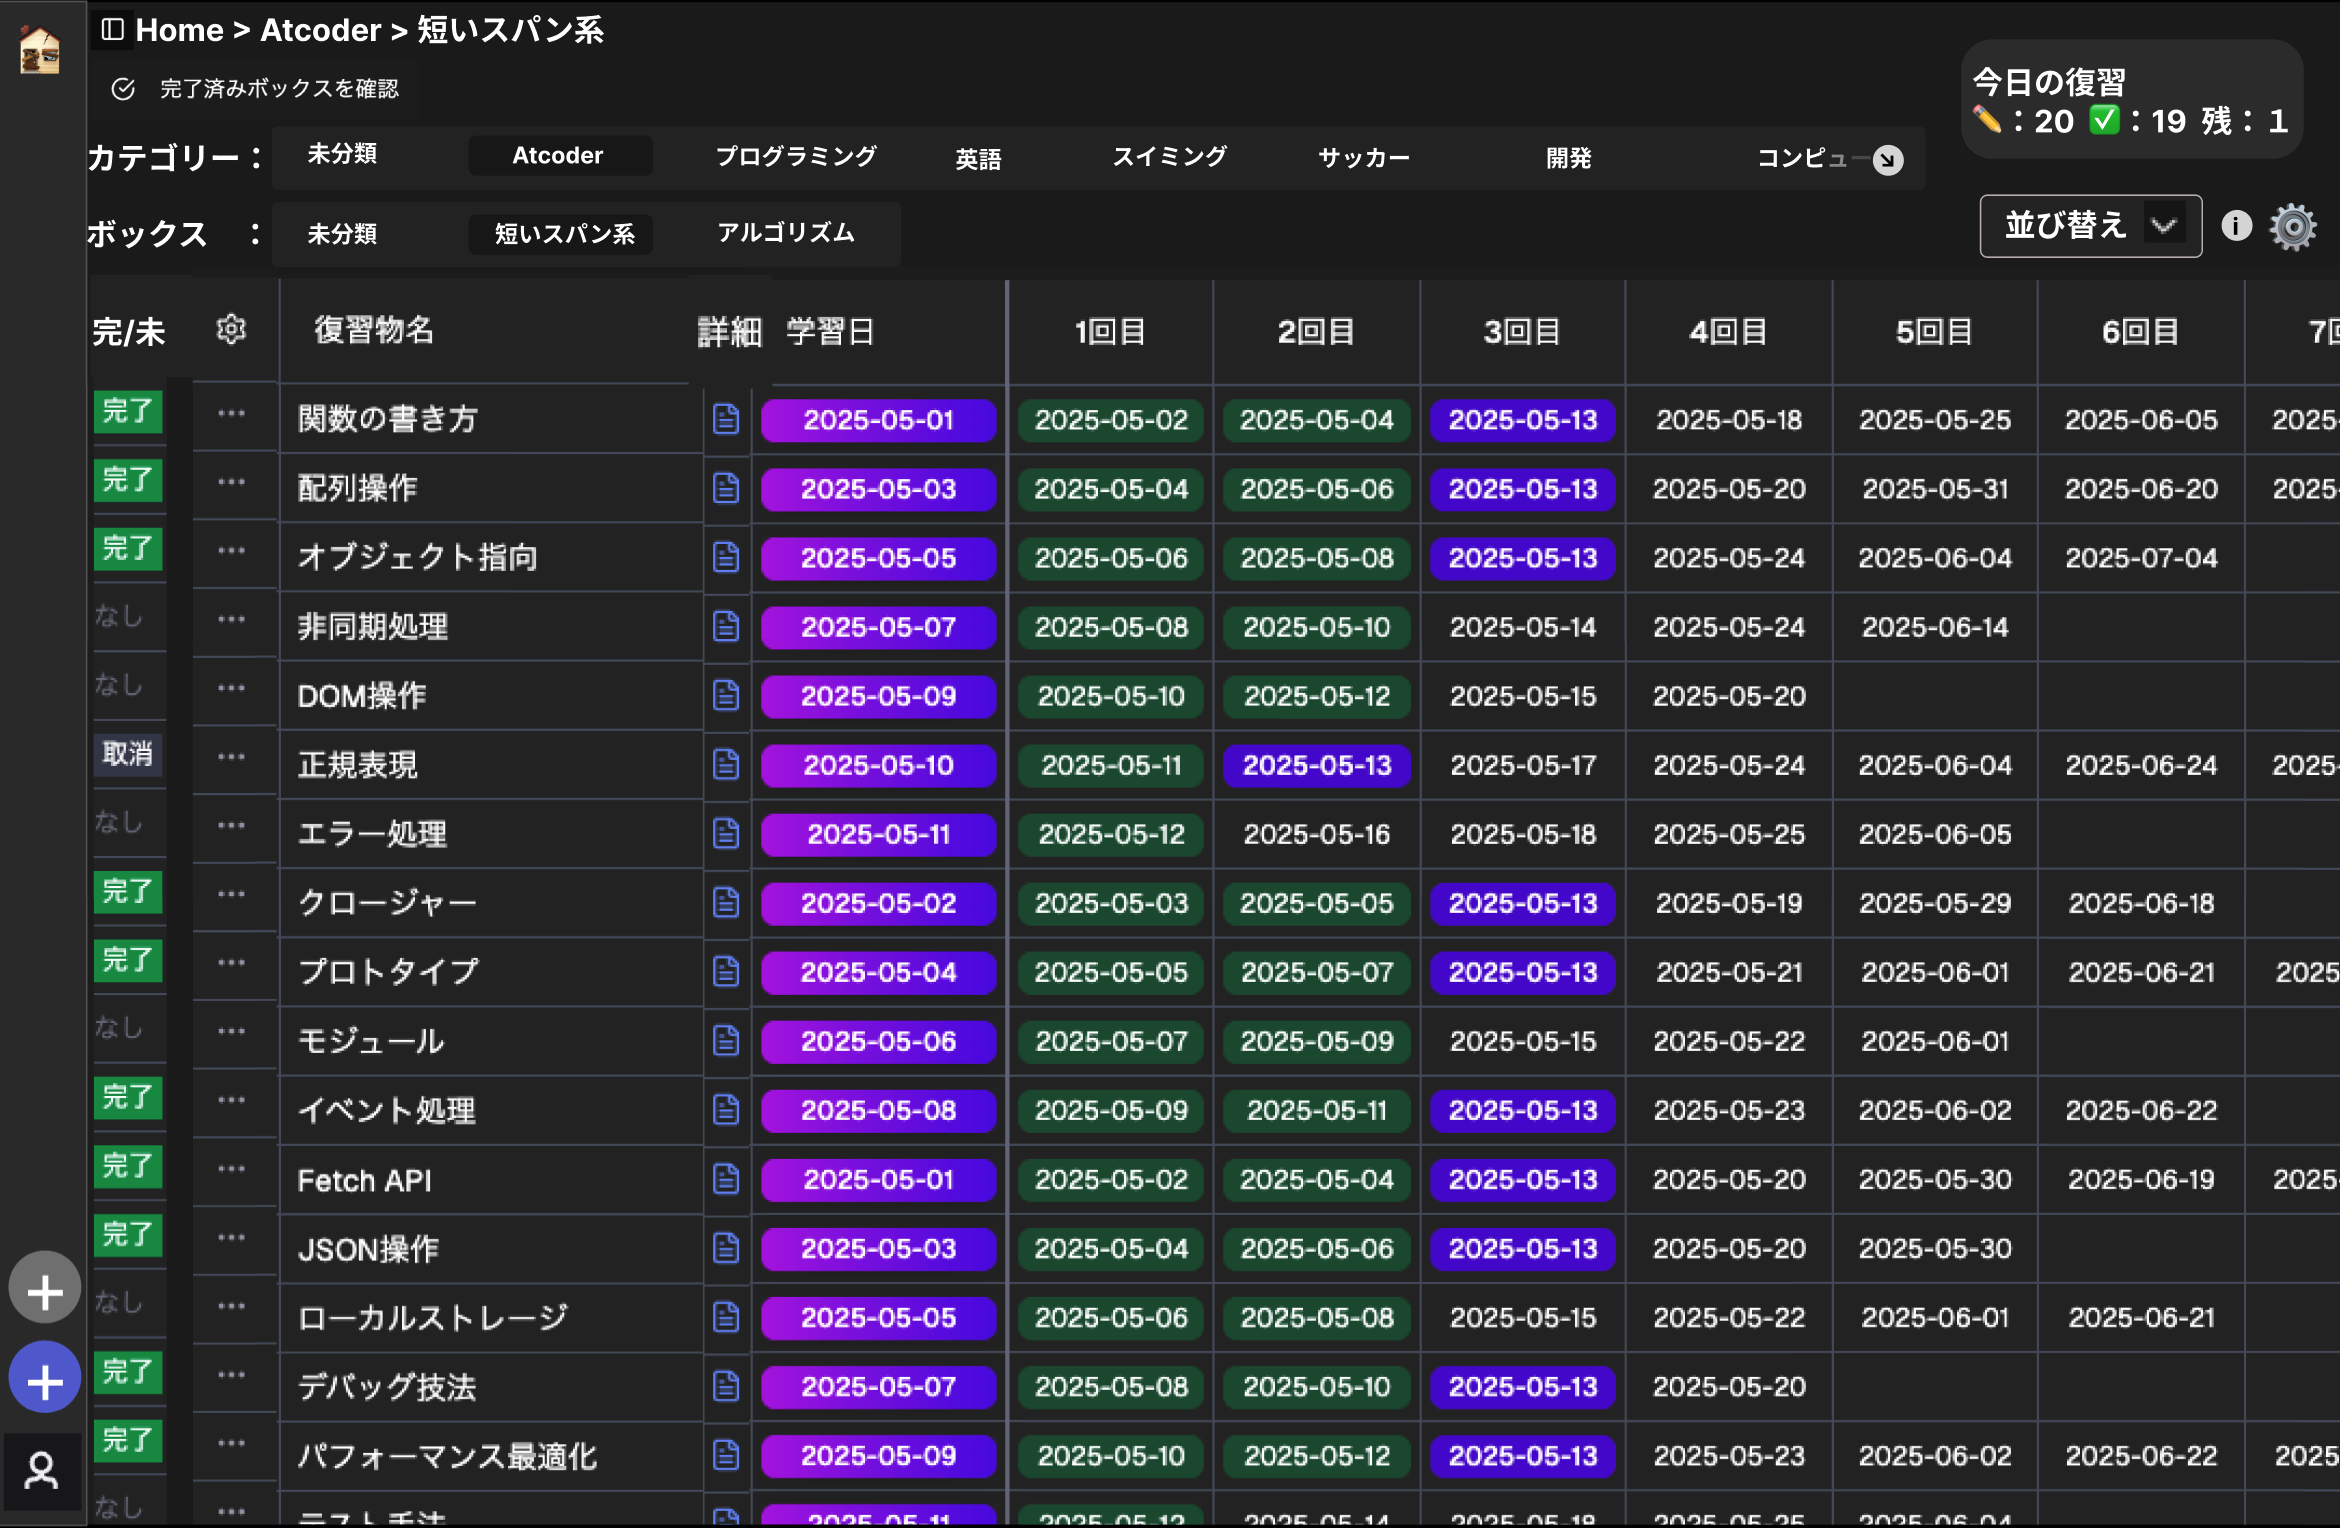 Home > Atcoder > 短いスパン系
完了済みボックスを確認
今日の復習
✏️：20 ✅：19 残：1
カテゴリー： 未分類 Atcoder プログラミング 英語 スイミング サッカー 開発 コンピュー
ボックス ： 未分類 短いスパン系 アルゴリズム
並び替え
完/未 復習物名 詳細 学習日 1回目 2回目 3回目 4回目 5回目 6回目 7回
完了 ··· 関数の書き方 2025-05-01 2025-05-02 2025-05-04 2025-05-13 2025-05-18 2025-05-25 2025-06-05 2025-
完了 ··· 配列操作 2025-05-03 2025-05-04 2025-05-06 2025-05-13 2025-05-20 2025-05-31 2025-06-20 2025-
完了 ··· オブジェクト指向 2025-05-05 2025-05-06 2025-05-08 2025-05-13 2025-05-24 2025-06-04 2025-07-04
なし ··· 非同期処理 2025-05-07 2025-05-08 2025-05-10 2025-05-14 2025-05-24 2025-06-14
なし ··· DOM操作 2025-05-09 2025-05-10 2025-05-12 2025-05-15 2025-05-20
取消 ··· 正規表現 2025-05-10 2025-05-11 2025-05-13 2025-05-17 2025-05-24 2025-06-04 2025-06-24 2025-
なし ··· エラー処理 2025-05-11 2025-05-12 2025-05-16 2025-05-18 2025-05-25 2025-06-05
完了 ··· クロージャー 2025-05-02 2025-05-03 2025-05-05 2025-05-13 2025-05-19 2025-05-29 2025-06-18
完了 ··· プロトタイプ 2025-05-04 2025-05-05 2025-05-07 2025-05-13 2025-05-21 2025-06-01 2025-06-21 2025
なし ··· モジュール 2025-05-06 2025-05-07 2025-05-09 2025-05-15 2025-05-22 2025-06-01
完了 ··· イベント処理 2025-05-08 2025-05-09 2025-05-11 2025-05-13 2025-05-23 2025-06-02 2025-06-22
完了 ··· Fetch API 2025-05-01 2025-05-02 2025-05-04 2025-05-13 2025-05-20 2025-05-30 2025-06-19 2025-
完了 ··· JSON操作 2025-05-03 2025-05-04 2025-05-06 2025-05-13 2025-05-20 2025-05-30
なし ··· ローカルストレージ 2025-05-05 2025-05-06 2025-05-08 2025-05-15 2025-05-22 2025-06-01 2025-06-21
完了 ··· デバッグ技法 2025-05-07 2025-05-08 2025-05-10 2025-05-13 2025-05-20
完了 ··· パフォーマンス最適化 2025-05-09 2025-05-10 2025-05-12 2025-05-13 2025-05-23 2025-06-02 2025-06-22 2025
なし ··· テスト手法 2025-05-11 2025-05-12 2025-05-14 2025-05-18 2025-05-25 2025-06-04